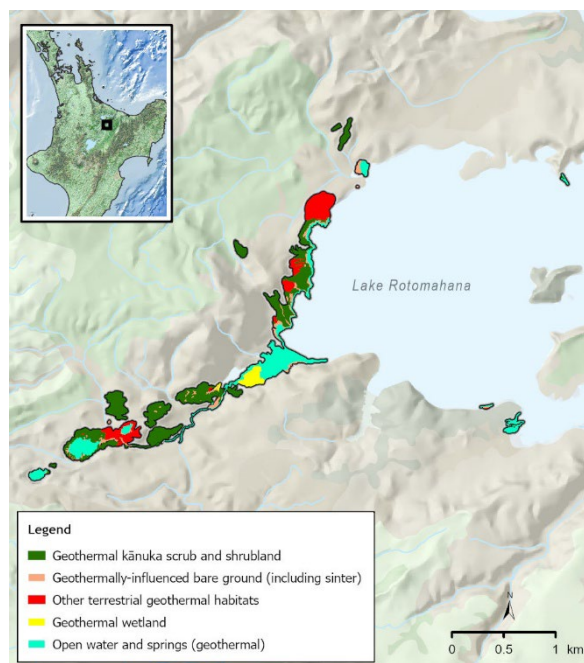 Lake Rotomahana
Legend
Geothermal kānuka scrub and shrubland
Geothermally-influenced bare ground (including sinter)
Other terrestrial geothermal habitats
Geothermal wetland
Open water and springs (geothermal)
N
0 0.5 1
km